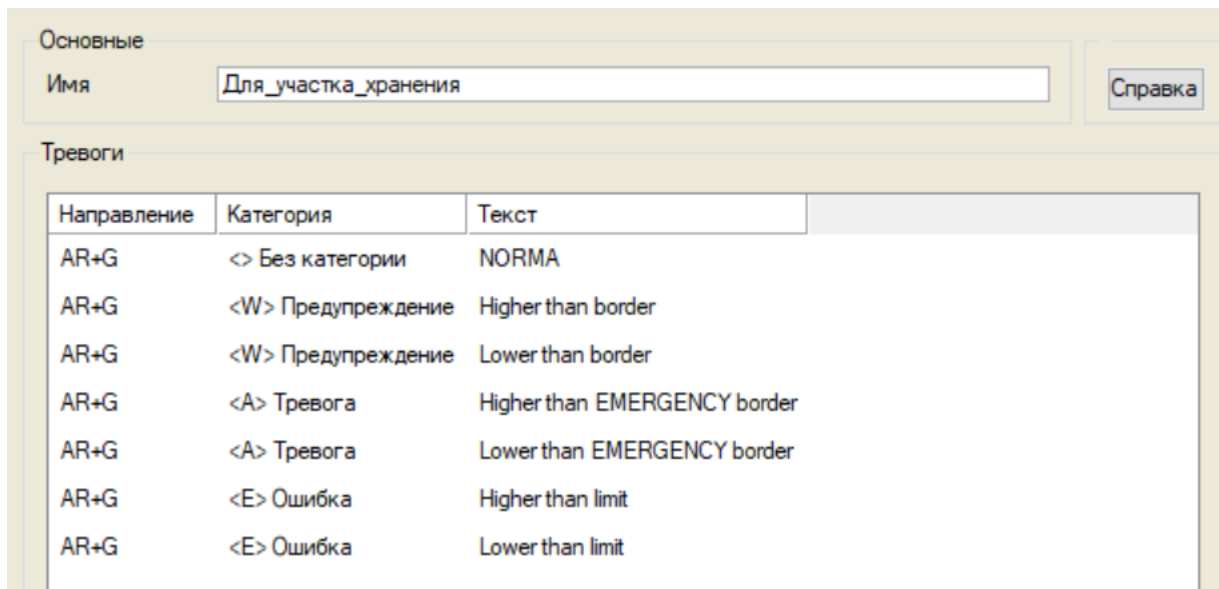 Основные
Имя Для_участка_хранения Справка
Тревоги
Направление Категория Текст
AR+G <> Без категории NORMA
AR+G <W> Предупреждение Higher than border
AR+G <W> Предупреждение Lower than border
AR+G <A> Тревога Higher than EMERGENCY border
AR+G <A> Тревога Lower than EMERGENCY border
AR+G <E> Ошибка Higher than limit
AR+G <E> Ошибка Lower than limit